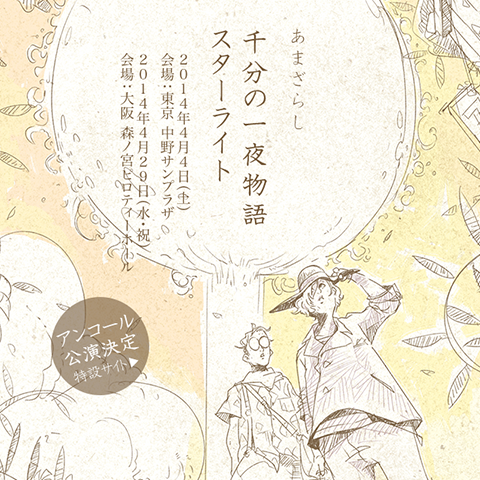 あまざらし
千分の一夜物語
スターライト
２０１４年４月４日(土)
会場：東京 中野サンプラザ
２０１４年４月２９日(水・祝)
会場：大阪 森ノ宮ピロティーホール
アンコール
公演決定
特設サイト▶